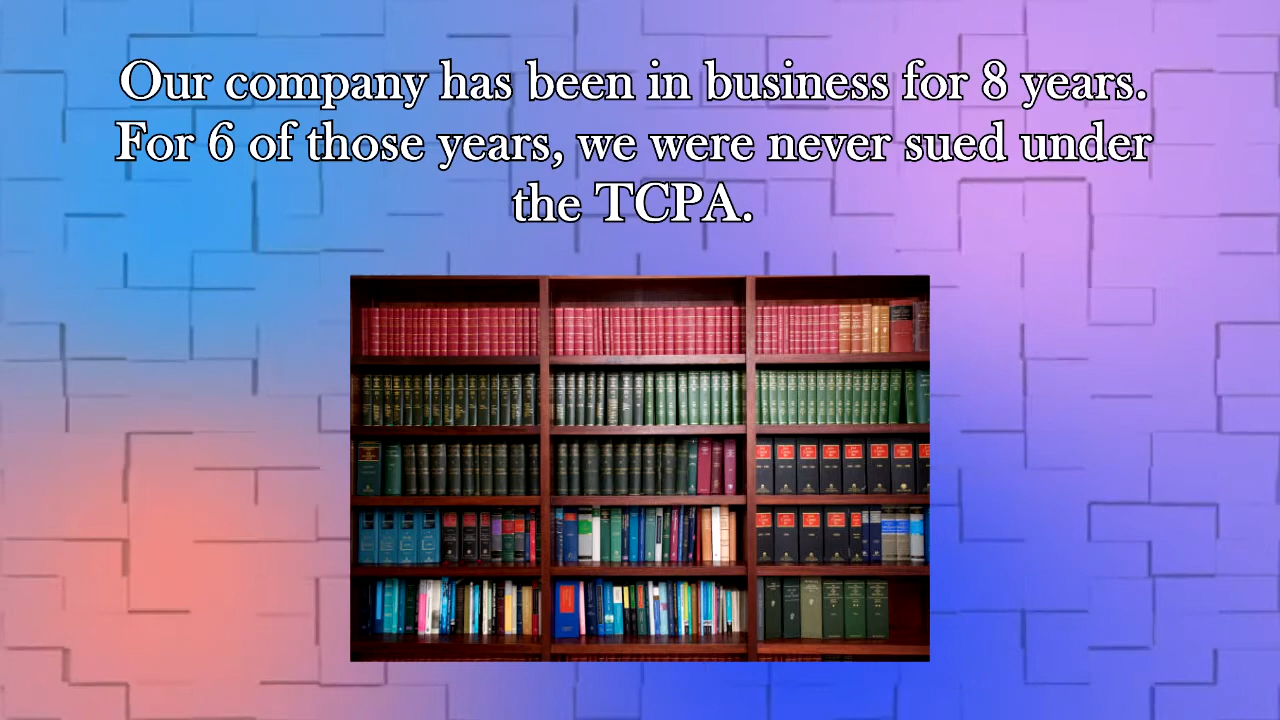 Our company has been in business for 8 years.
For 6 of those years, we were never sued under
the TCPA.